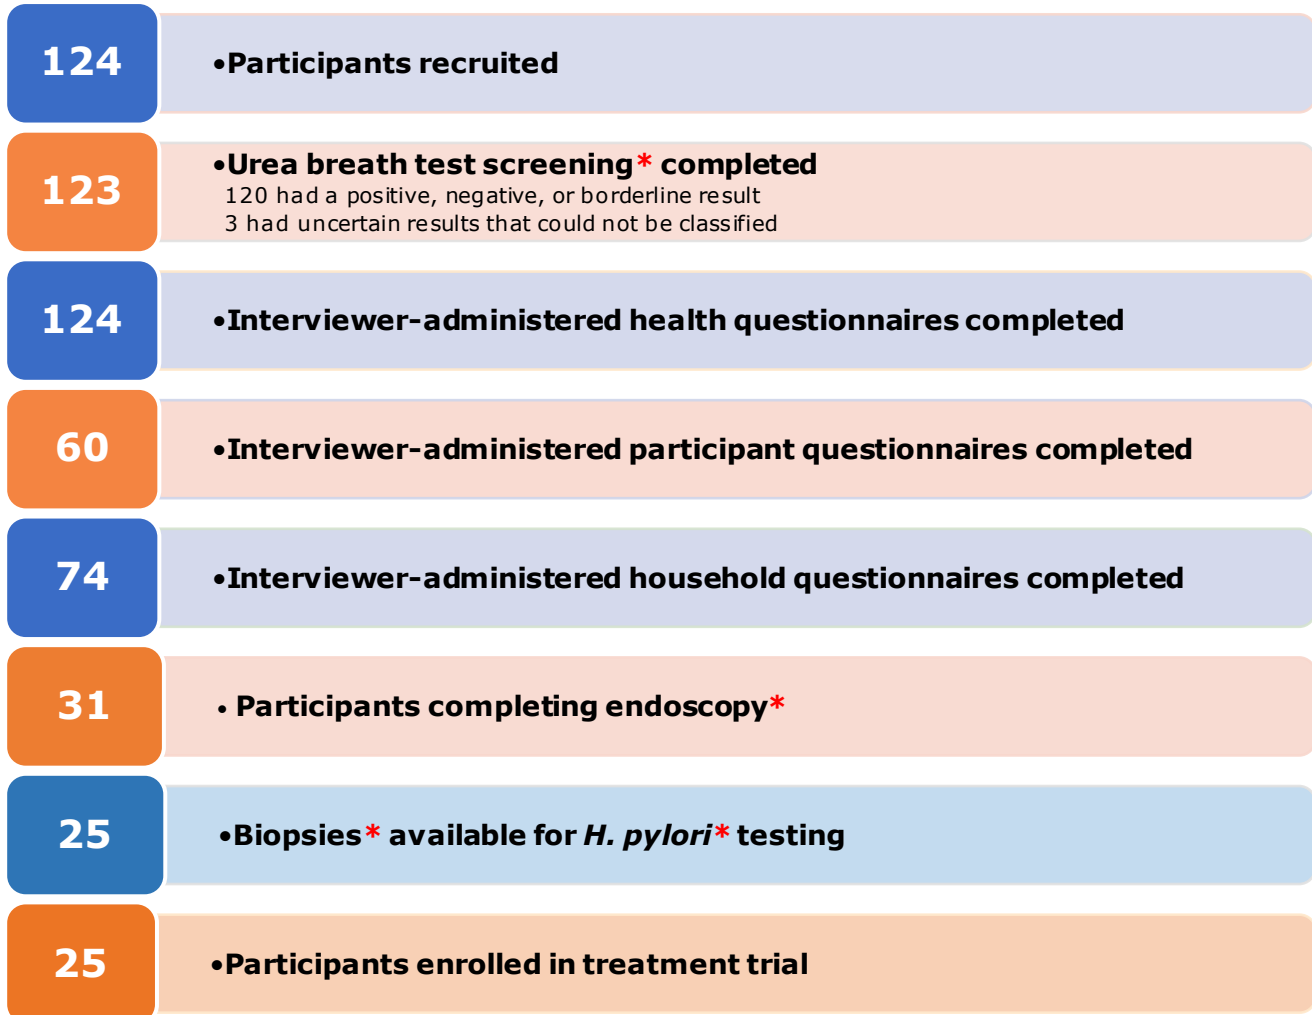 124
•Participants recruited
123
•Urea breath test screening* completed
120 had a positive, negative, or borderline result
3 had uncertain results that could not be classified
124
•Interviewer-administered health questionnaires completed
60
•Interviewer-administered participant questionnaires completed
74
•Interviewer-administered household questionnaires completed
31
• Participants completing endoscopy*
25
•Biopsies* available for H. pylori* testing
25
•Participants enrolled in treatment trial